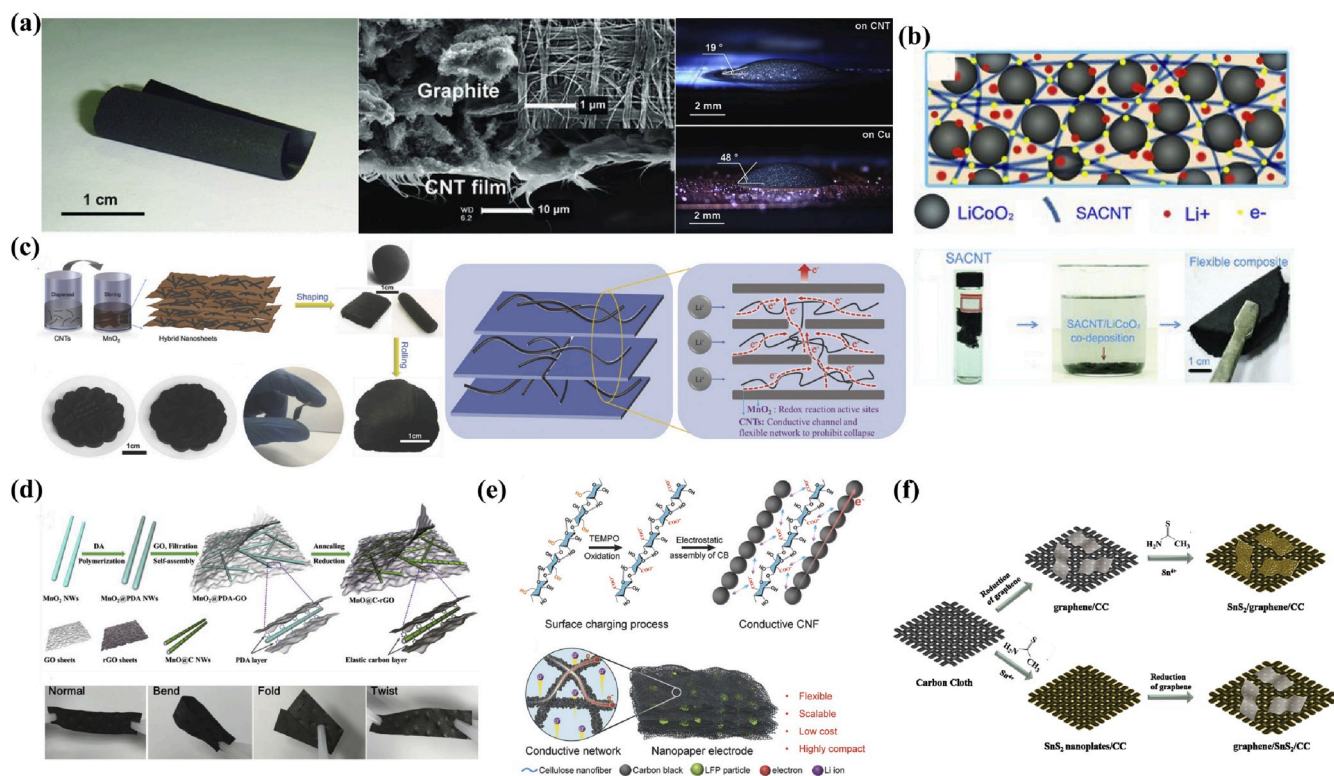 (a)
1 cm
Graphite
1 μm
CNT film
WD
6.2
10 μm
on CNT
19 °
2 mm
on Cu
48 °
2 mm
(b)
LiCoO₂
SACNT
Li+
e-
SACNT
SACNT/LiCoO₂
co-deposition
Flexible composite
1 cm
(c)
Dispersed
Stirring
CNTs
MnO₂
Hybrid Nanosheets
Shaping
1cm
Rolling
1cm
1cm
e⁻
Li⁺
e⁻
e⁻
Li⁺
Li⁺
e⁻
e⁻
MnO₂ : Redox reaction active sites
CNTs: Conductive channel and
flexible network to prohibit collapse
(d)
DA
Polymerization
GO, Filtration
Self-assembly
Annealing
Reduction
MnO₂ NWs
MnO₂@PDA NWs
MnO₂@PDA-GO
MnO@C-rGO
GO sheets
rGO sheets
MnO@C NWs
PDA layer
Elastic carbon layer
Normal
Bend
Fold
Twist
(e)
TEMPO
Oxidation
Electrostatic
assembly of CB
e⁻
Surface charging process
Conductive CNF
Conductive network
Nanopaper electrode
• Flexible
• Scalable
• Low cost
• Highly compact
Cellulose nanofiber
Carbon black
LFP particle
electron
Li ion
(f)
Carbon Cloth
Reduction
of graphene
graphene/CC
S
H₂N
CH₃
Sn⁴⁺
SnS₂/graphene/CC
S
H₂N
CH₃
Sn⁴⁺
SnS₂ nanoplates/CC
Reduction
of graphene
graphene/SnS₂/CC